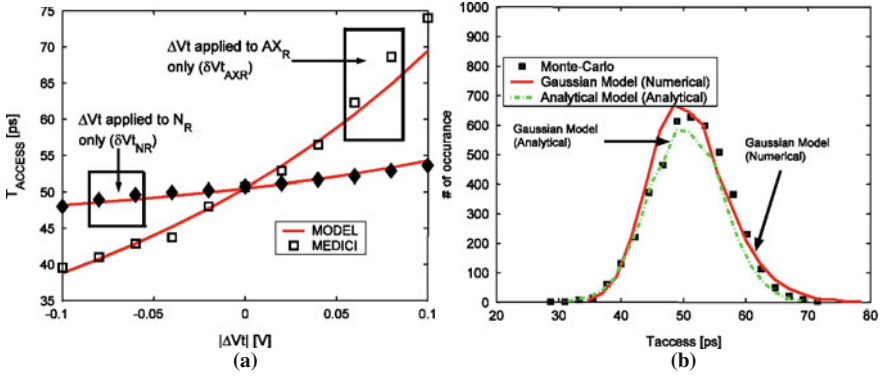 75
70
65
60
55
50
45
40
35
T_ACCESS [ps]
ΔVt applied to AX_R
only (δVt_AXR)
ΔVt applied to N_R
only (δVt_NR)
MODEL
MEDICI
-0.1
-0.05
0
0.05
0.1
|ΔVt| [V]
(a)
1000
900
800
700
600
500
400
300
200
100
0
# of occurance
Monte-Carlo
Gaussian Model (Numerical)
Analytical Model (Analytical)
Gaussian Model
(Analytical)
Gaussian Model
(Numerical)
20
30
40
50
60
70
80
Taccess [ps]
(b)